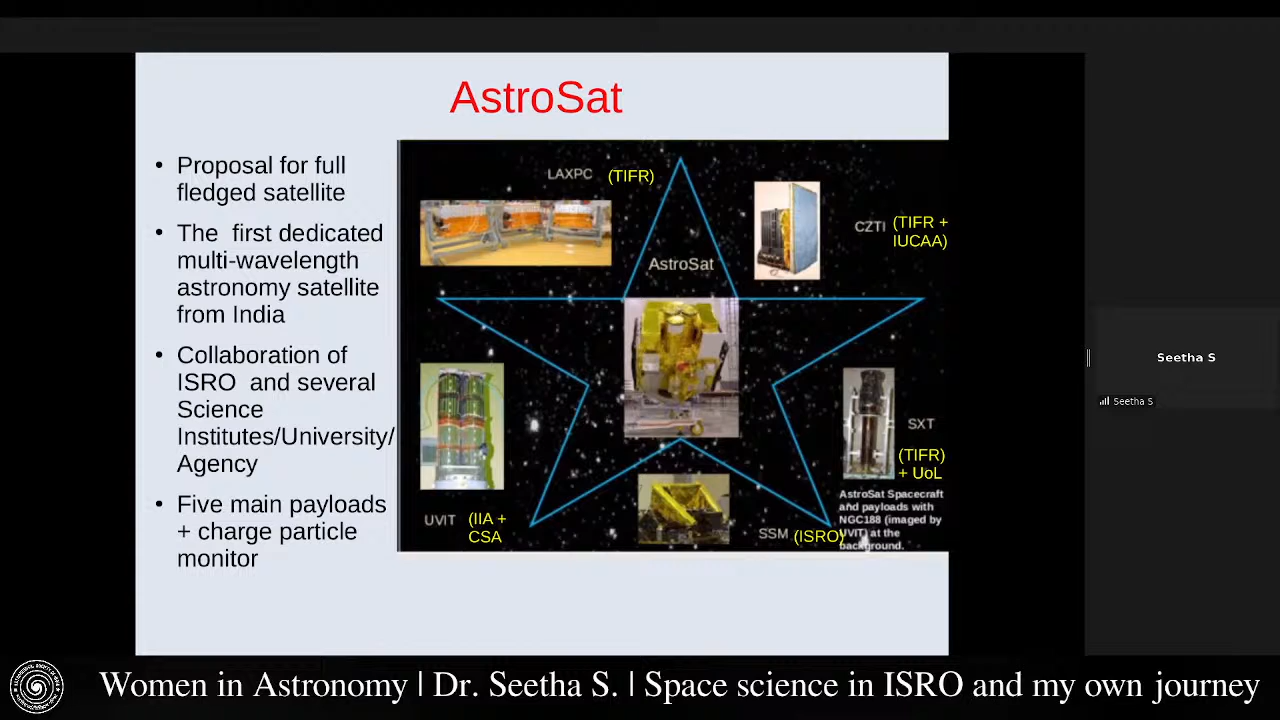 AstroSat
• Proposal for full
fledged satellite
• The first dedicated
multi-wavelength
astronomy satellite
from India
• Collaboration of
ISRO and several
Science
Institutes/University/
Agency
• Five main payloads
+ charge particle
monitor
LAXPC (TIFR)
CZTI (TIFR +
IUCAA)
AstroSat
SXT
(TIFR)
+ UoL
UVIT (IIA +
CSA
SSM (ISRO)
AstroSat Spacecraft
and payloads with
NGC188 (imaged by
UVIT) at the
background.
Seetha S
Seetha S
Women in Astronomy | Dr. Seetha S. | Space science in ISRO and my own journey